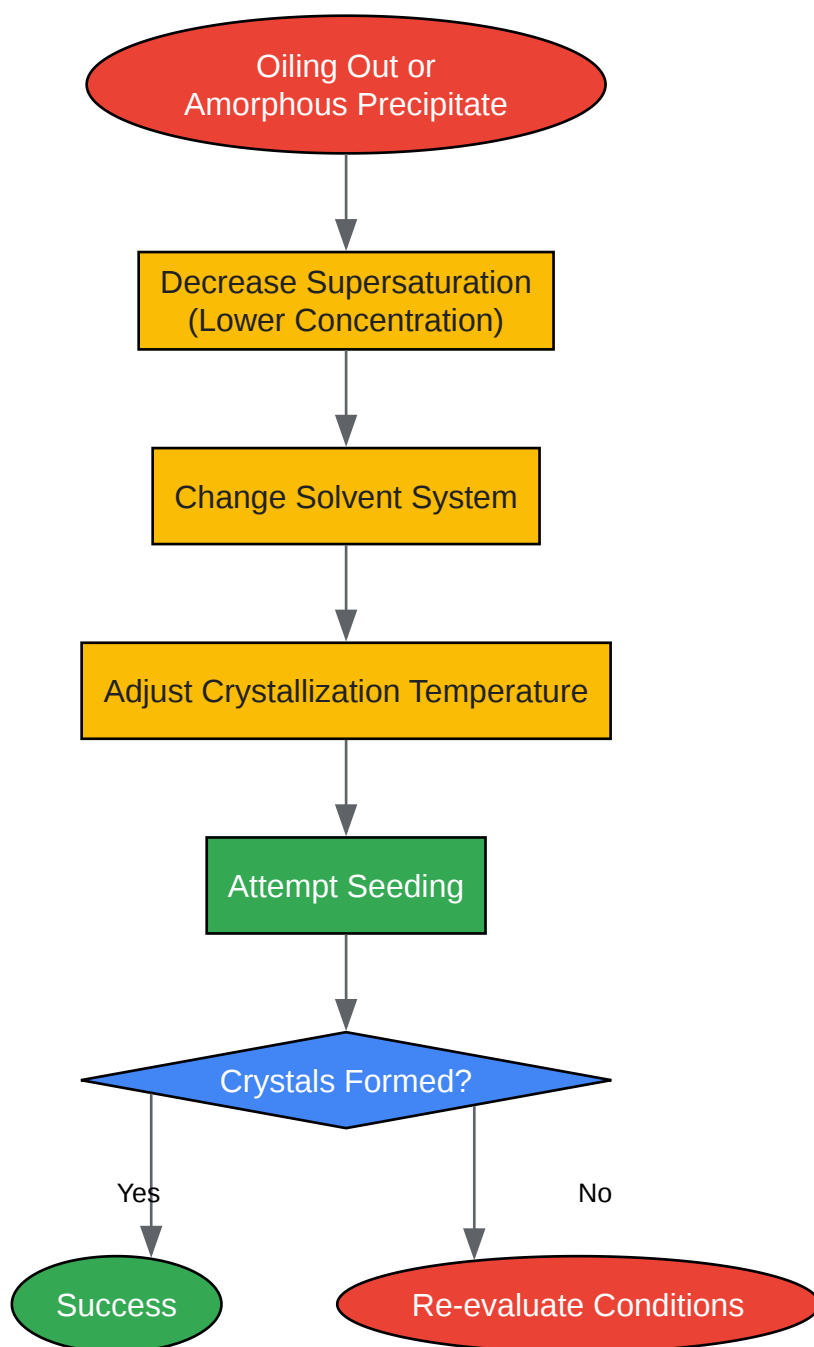 Oiling Out or
Amorphous Precipitate
Decrease Supersaturation
(Lower Concentration)
Change Solvent System
Adjust Crystallization Temperature
Attempt Seeding
Crystals Formed?
Yes
No
Success
Re-evaluate Conditions